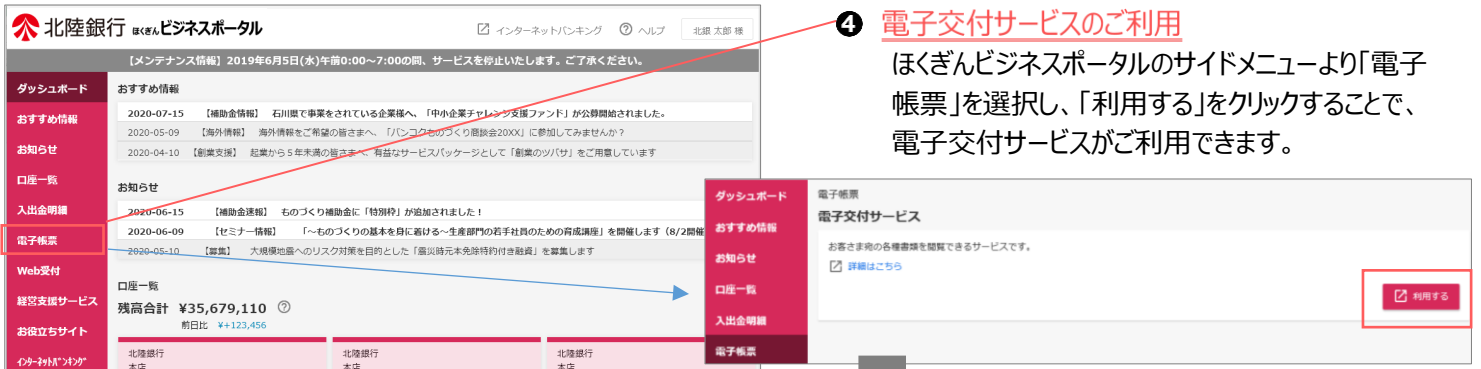 北陸銀行 ほくぎんビジネスポータル
インターネットバンキング ヘルプ 北銀 太郎 様
【メンテナンス情報】2019年6月5日(水)午前0:00～7:00の間、サービスを停止いたします。ご了承ください。
ダッシュボード
おすすめ情報
お知らせ
口座一覧
入出金明細
電子帳票
Web受付
経営支援サービス
お役立ちサイト
インターネットバンキング
おすすめ情報
2020-07-15 【補助金情報】 石川県で事業をされている企業様へ、「中小企業チャレンジ支援ファンド」が公募開始されました。
2020-05-09 【海外情報】 海外情報をご希望の皆さまへ、「バンコクものづくり商談会20XX」に参加してみませんか？
2020-04-10 【創業支援】 起業から５年未満の皆さまへ、有益なサービスパッケージとして「創業のツバサ」をご用意しています
お知らせ
2020-06-15 【補助金速報】 ものづくり補助金に「特別枠」が追加されました！
2020-06-09 【セミナー情報】 「～ものづくりの基本を身に着ける～生産部門の若手社員のための育成講座」を開催します（8/2開催
2020-05-10 【募集】 大規模地震へのリスク対策を目的とした「震災時元本免除特約付き融資」を募集します
口座一覧
残高合計 ¥35,679,110
前日比 ¥+123,456
北陸銀行 北陸銀行 北陸銀行
本店 本店 本店
❹ 電子交付サービスのご利用
ほくぎんビジネスポータルのサイドメニューより「電子
帳票」を選択し、「利用する」をクリックすることで、
電子交付サービスがご利用できます。
ダッシュボード
おすすめ情報
お知らせ
口座一覧
入出金明細
電子帳票
電子帳票
電子交付サービス
お客さま宛の各種書類を閲覧できるサービスです。
詳細はこちら
利用する